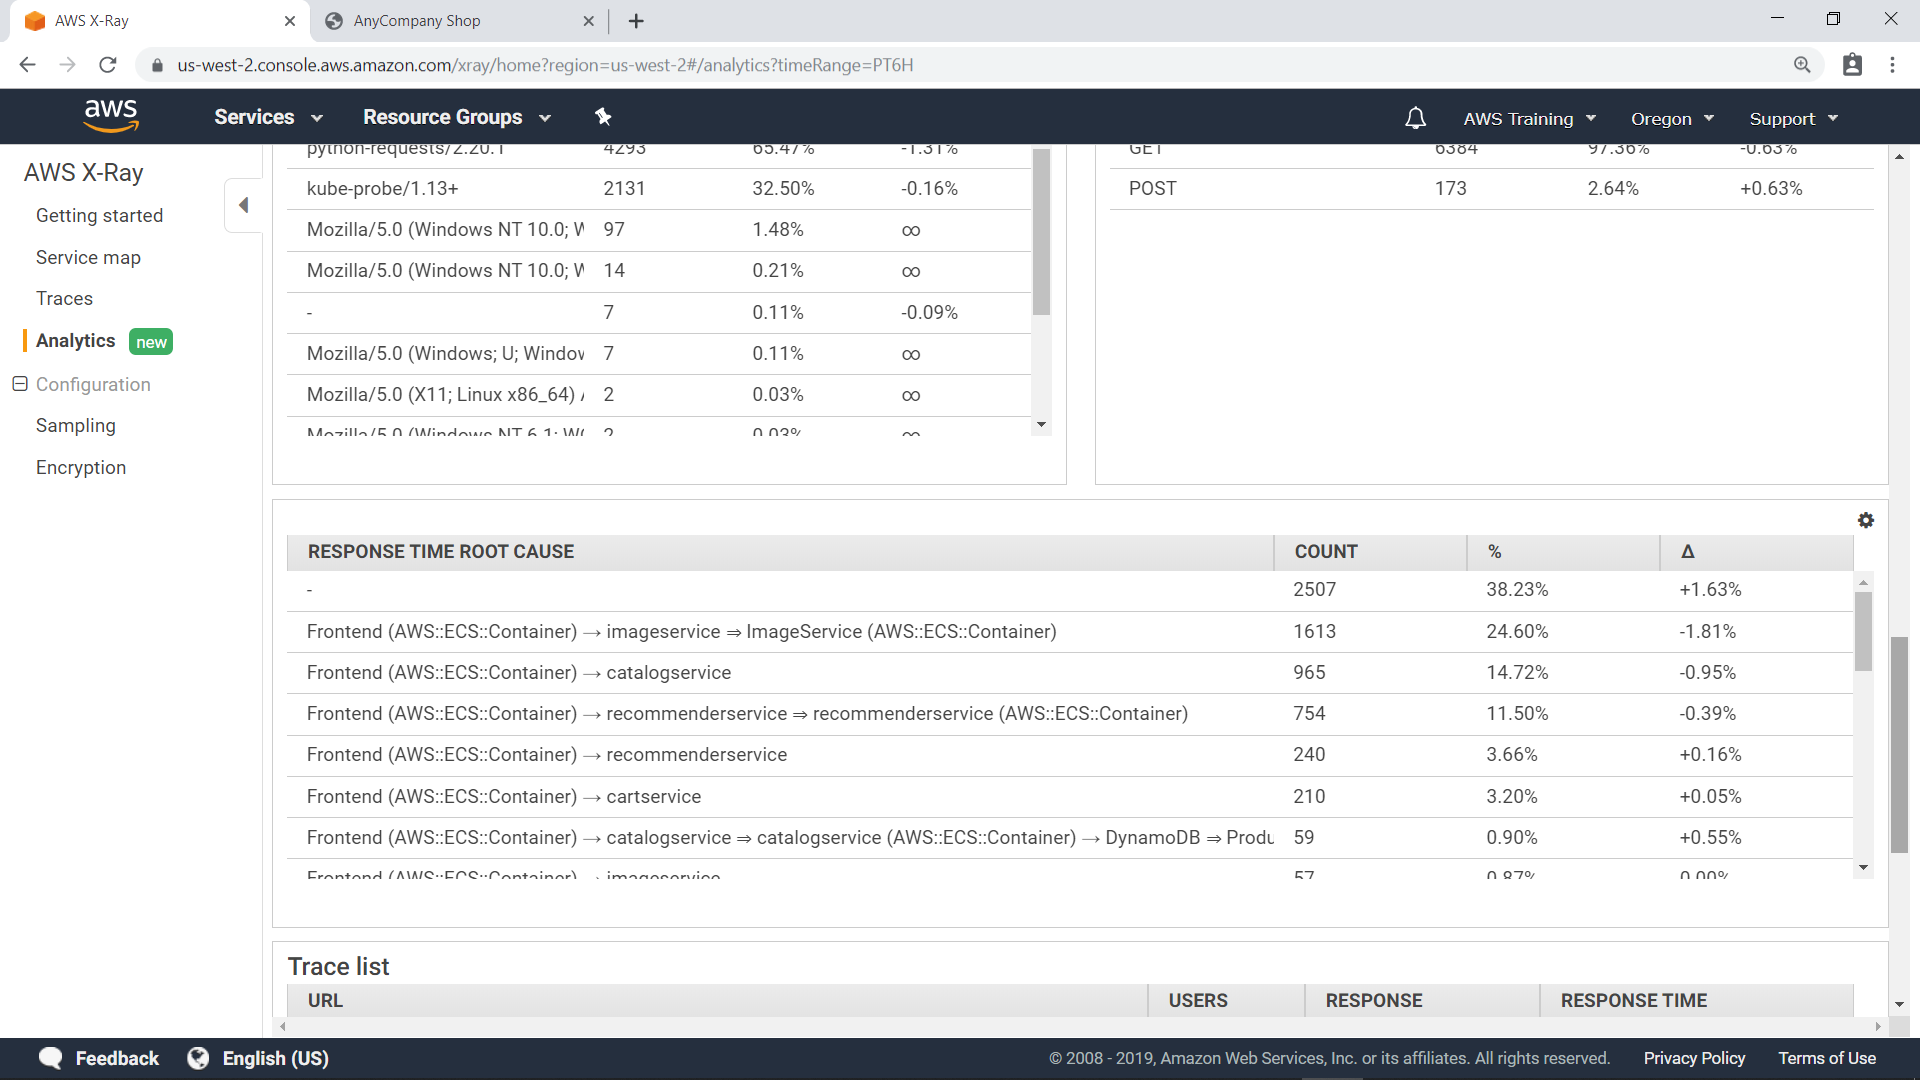 AWS X-Ray
AnyCompany Shop
us-west-2.console.aws.amazon.com/xray/home?region=us-west-2#/analytics?timeRange=PT6H
aws
Services
Resource Groups
AWS Training
Oregon
Support
AWS X-Ray
Getting started
Service map
Traces
Analytics new
Configuration
Sampling
Encryption
python-requests/2.20.1 4293 65.47% -1.31%
kube-probe/1.13+ 2131 32.50% -0.16%
Mozilla/5.0 (Windows NT 10.0; W 97 1.48% ∞
Mozilla/5.0 (Windows NT 10.0; W 14 0.21% ∞
- 7 0.11% -0.09%
Mozilla/5.0 (Windows; U; Window 7 0.11% ∞
Mozilla/5.0 (X11; Linux x86_64) A 2 0.03% ∞
Mozilla/5.0 (Windows NT 6.1; WO 2 0.03% ∞
GET 6384 97.36% -0.63%
POST 173 2.64% +0.63%
RESPONSE TIME ROOT CAUSE COUNT % Δ
- 2507 38.23% +1.63%
Frontend (AWS::ECS::Container) → imageservice ⇒ ImageService (AWS::ECS::Container) 1613 24.60% -1.81%
Frontend (AWS::ECS::Container) → catalogservice 965 14.72% -0.95%
Frontend (AWS::ECS::Container) → recommenderservice ⇒ recommenderservice (AWS::ECS::Container) 754 11.50% -0.39%
Frontend (AWS::ECS::Container) → recommenderservice 240 3.66% +0.16%
Frontend (AWS::ECS::Container) → cartservice 210 3.20% +0.05%
Frontend (AWS::ECS::Container) → catalogservice ⇒ catalogservice (AWS::ECS::Container) → DynamoDB ⇒ Produ 59 0.90% +0.55%
Frontend (AWS::ECS::Container) → imageservice 57 0.87% 0.00%
Trace list
URL USERS RESPONSE RESPONSE TIME
Feedback
English (US)
© 2008 - 2019, Amazon Web Services, Inc. or its affiliates. All rights reserved.
Privacy Policy
Terms of Use